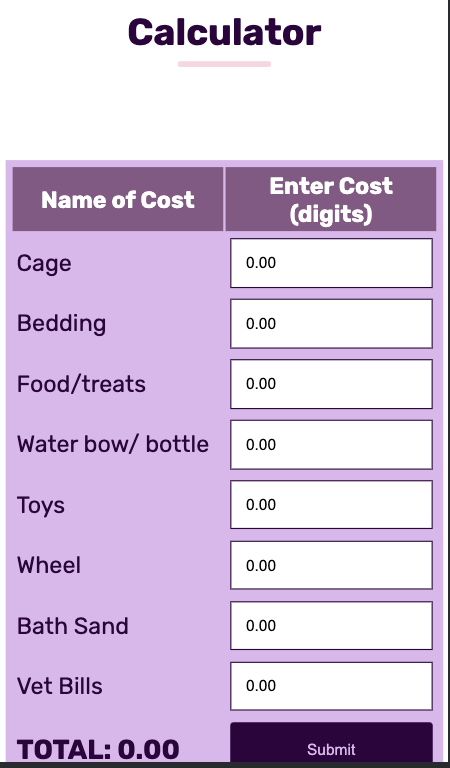 Calculator
Name of Cost
Enter Cost
(digits)
Cage
0.00
Bedding
0.00
Food/treats
0.00
Water bow/ bottle
0.00
Toys
0.00
Wheel
0.00
Bath Sand
0.00
Vet Bills
0.00
TOTAL: 0.00
Submit